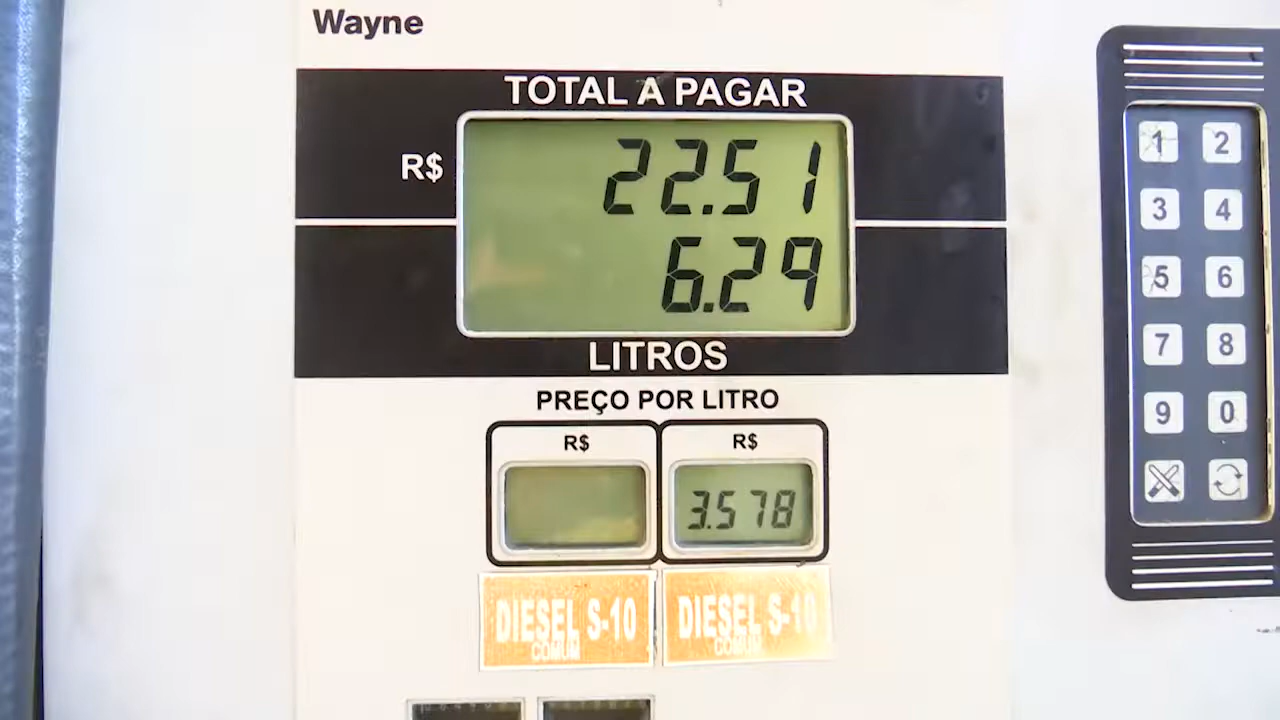 Wayne
TOTAL A PAGAR
R$ 22.51
6.29
LITROS
PREÇO POR LITRO
R$ R$
3.578
DIESEL S-10 DIESEL S-10
COMUM COMUM
1 2
3 4
5 6
7 8
9 0